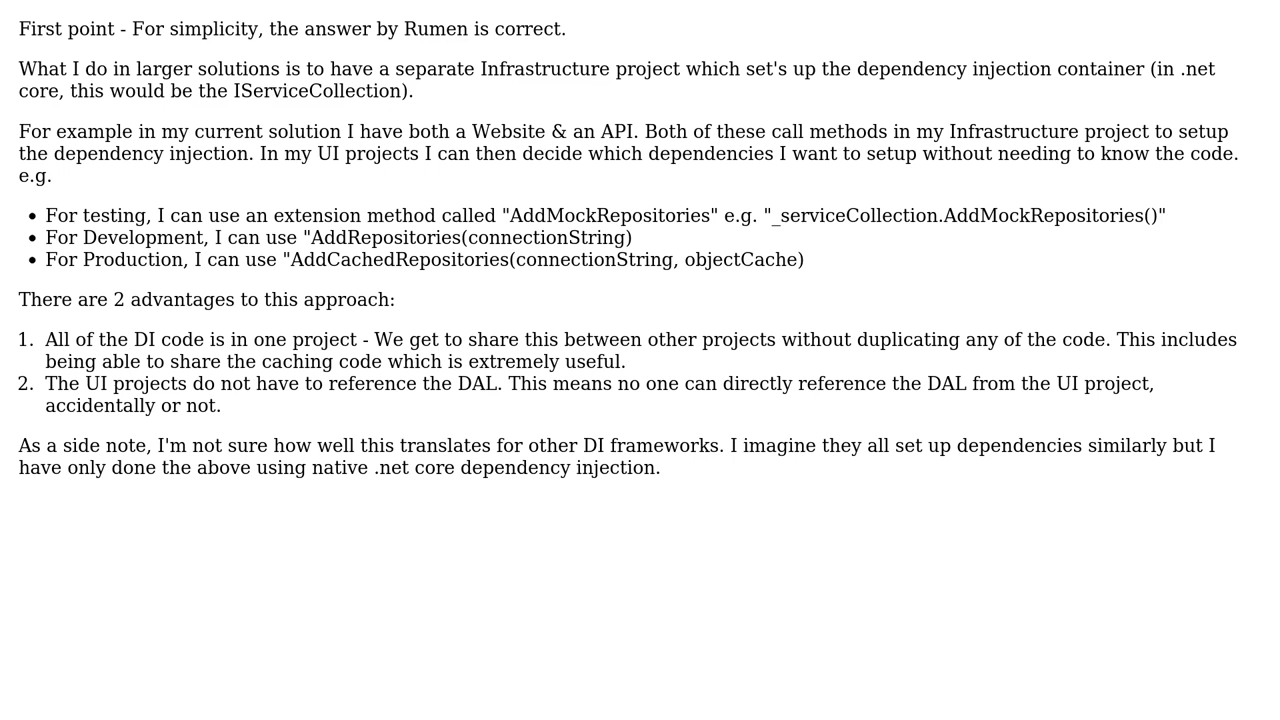 First point - For simplicity, the answer by Rumen is correct.
What I do in larger solutions is to have a separate Infrastructure project which set's up the dependency injection container (in .net
core, this would be the IServiceCollection).
For example in my current solution I have both a Website & an API. Both of these call methods in my Infrastructure project to setup
the dependency injection. In my UI projects I can then decide which dependencies I want to setup without needing to know the code.
e.g.
• For testing, I can use an extension method called "AddMockRepositories" e.g. "_serviceCollection.AddMockRepositories()"
• For Development, I can use "AddRepositories(connectionString)
• For Production, I can use "AddCachedRepositories(connectionString, objectCache)
There are 2 advantages to this approach:
1. All of the DI code is in one project - We get to share this between other projects without duplicating any of the code. This includes
being able to share the caching code which is extremely useful.
2. The UI projects do not have to reference the DAL. This means no one can directly reference the DAL from the UI project,
accidentally or not.
As a side note, I'm not sure how well this translates for other DI frameworks. I imagine they all set up dependencies similarly but I
have only done the above using native .net core dependency injection.